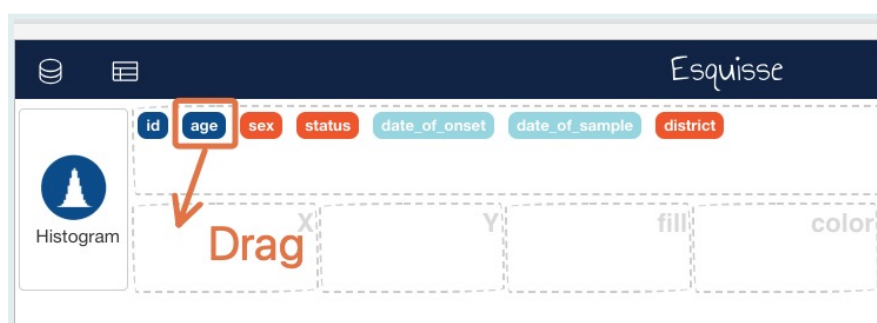 Esquisse
id age sex status date_of_onset date_of_sample district
Histogram
X Y fill color
Drag